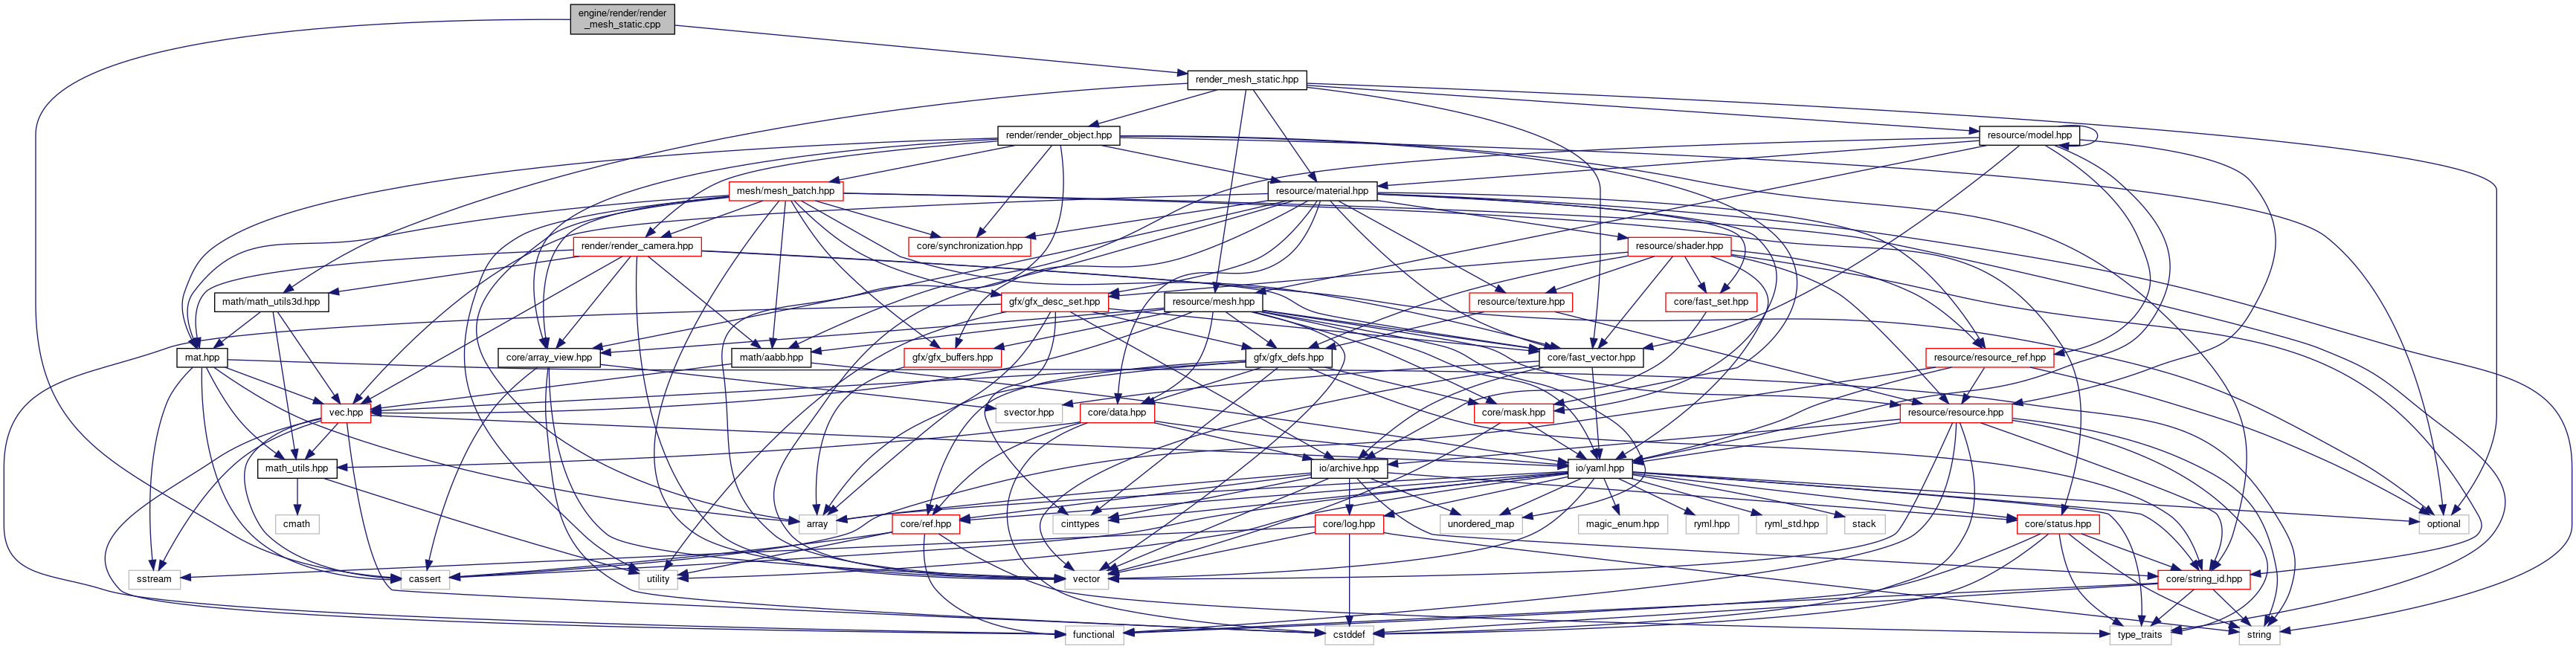 engine/render/render
_mesh_static.cpp
render_mesh_static.hpp
render/render_object.hpp
resource/model.hpp
mesh/mesh_batch.hpp
resource/material.hpp
render/render_camera.hpp
core/synchronization.hpp
resource/shader.hpp
math/math_utils3d.hpp
gfx/gfx_desc_set.hpp
resource/mesh.hpp
resource/texture.hpp
core/fast_set.hpp
mat.hpp
core/array_view.hpp
math/aabb.hpp
gfx/gfx_buffers.hpp
gfx/gfx_defs.hpp
core/fast_vector.hpp
resource/resource_ref.hpp
vec.hpp
svector.hpp
core/data.hpp
core/mask.hpp
resource/resource.hpp
math_utils.hpp
io/archive.hpp
io/yaml.hpp
cmath
array
core/ref.hpp
cinttypes
core/log.hpp
unordered_map
magic_enum.hpp
ryml.hpp
ryml_std.hpp
stack
core/status.hpp
optional
sstream
cassert
utility
vector
core/string_id.hpp
functional
cstddef
type_traits
string